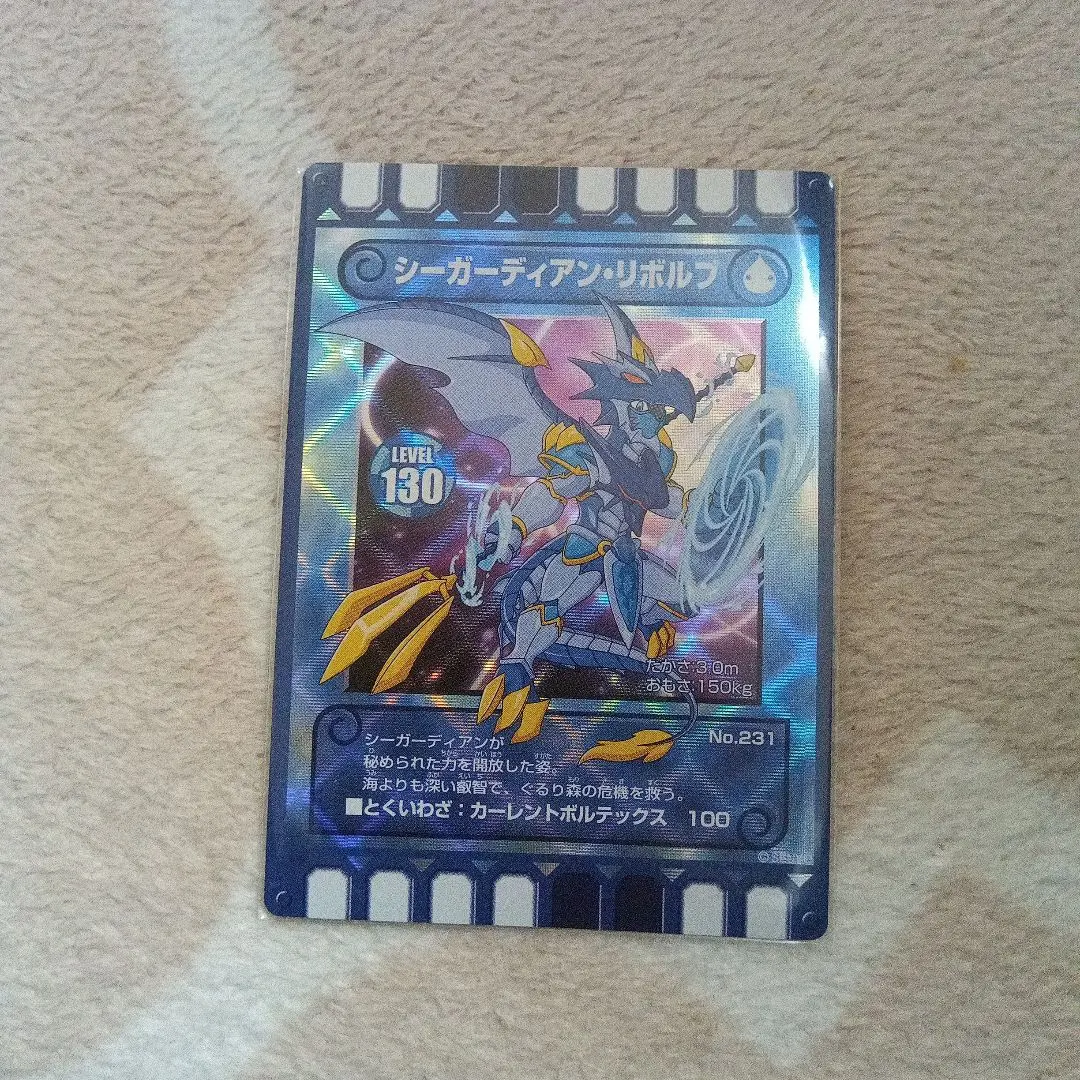 シーガーディアン・リボルブ
LEVEL
130
たかさ:3.0m
おもさ:150kg
No.231
シーガーディアンが
秘められた力を開放した姿。
海よりも深い叡智で、ぐるり森の危機を救う。
■とくいわざ：カーレントボルテックス 100